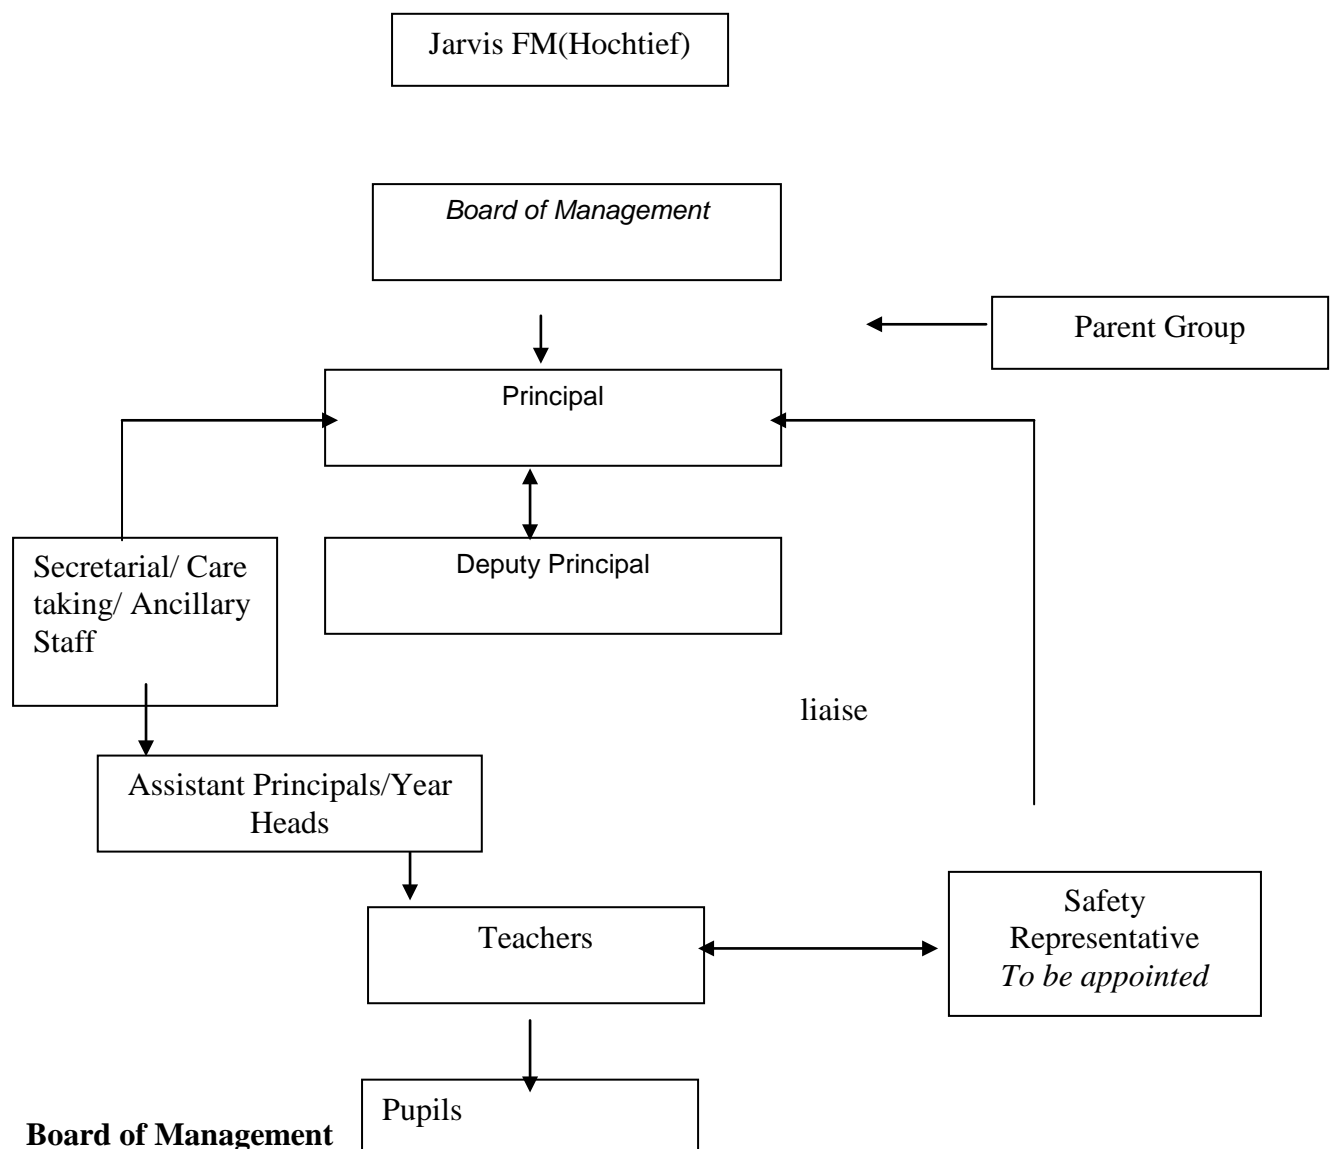 Jarvis FM(Hochtief)
Board of Management
Parent Group
Principal
Secretarial/ Care
taking/ Ancillary
Staff
Deputy Principal
liaise
Assistant Principals/Year
Heads
Teachers
Safety
Representative
To be appointed
Pupils
Board of Management